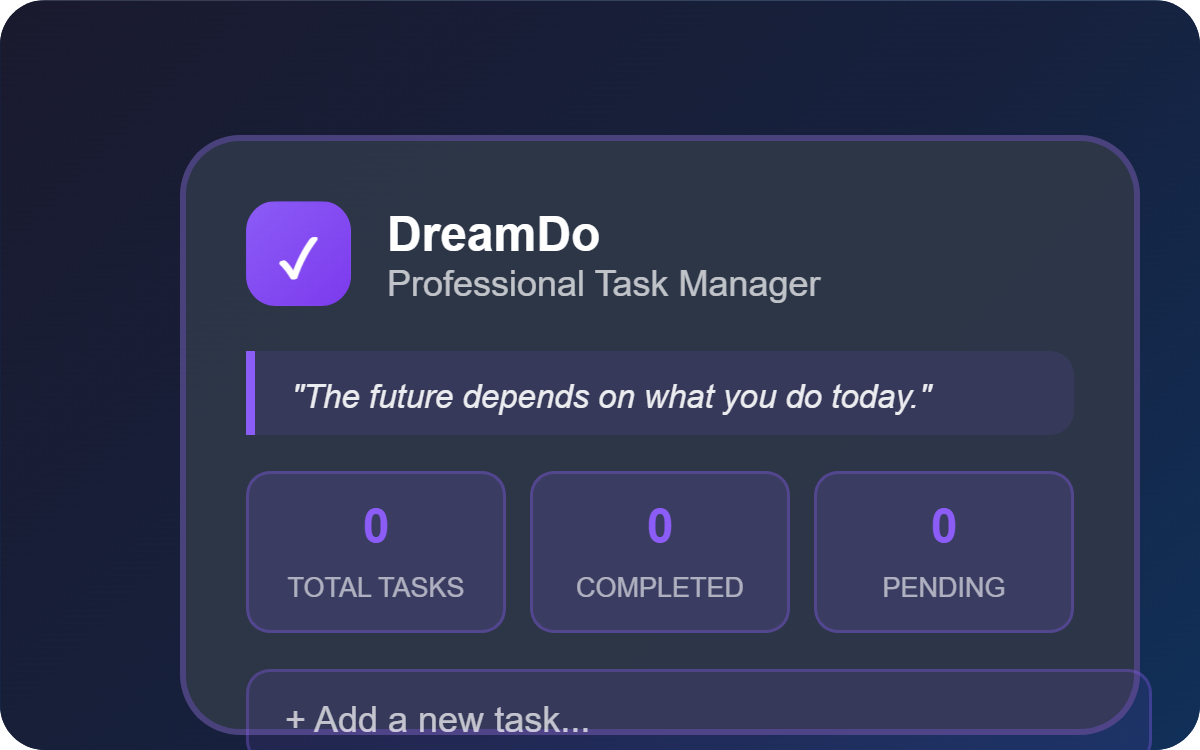 ✓
DreamDo
Professional Task Manager
"The future depends on what you do today."
0
TOTAL TASKS
0
COMPLETED
0
PENDING
+ Add a new task...